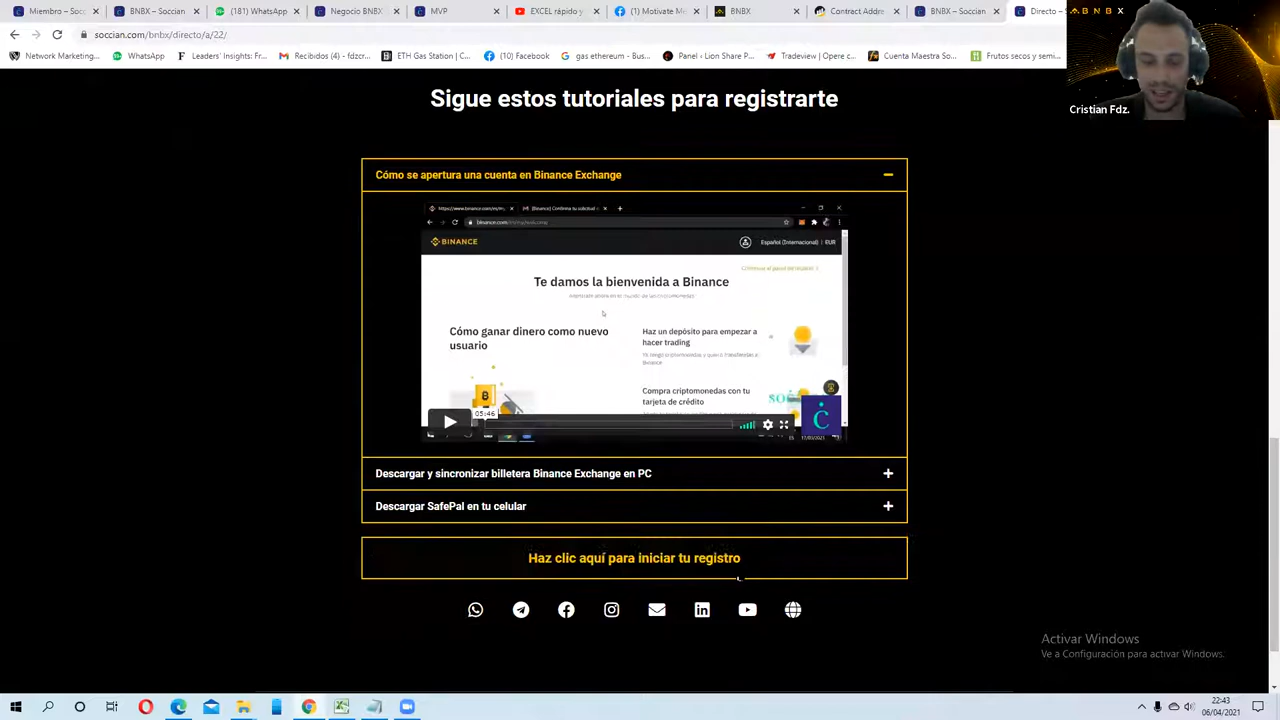 Miembro – Soccian
BNBX – Soccian
(181) WhatsApp
Negocio BNBX
MVP
EXCEL rápido y
(1) Motivate M
BNBX
Contract Addre
BNBX – Soccian
Directo –
B N B X
soccian.com/bnbx/directo/a/22/
Network Marketing
WhatsApp
Leaders' Insights: Fr...
Recibidos (6) - fdzcr...
ETH Gas Station | C...
(10) Facebook
gas ethereum - Bus...
Panel ‹ Lion Share P...
Tradeview | Opere c...
Cuenta Maestra So...
Frutos secos y semi...
Cristian Fdz.
Sigue estos tutoriales para registrarte
Cómo se apertura una cuenta en Binance Exchange
BINANCE
Español (Internacional) | EUR
Te damos la bienvenida a Binance
Cómo ganar dinero como nuevo
usuario
Haz un depósito para empezar a
hacer trading
Compra criptomonedas con tu
tarjeta de crédito
05:46
Descargar y sincronizar billetera Binance Exchange en PC
Descargar SafePal en tu celular
Haz clic aquí para iniciar tu registro
Activar Windows
Ve a Configuración para activar Windows.
22:43
06/04/2021